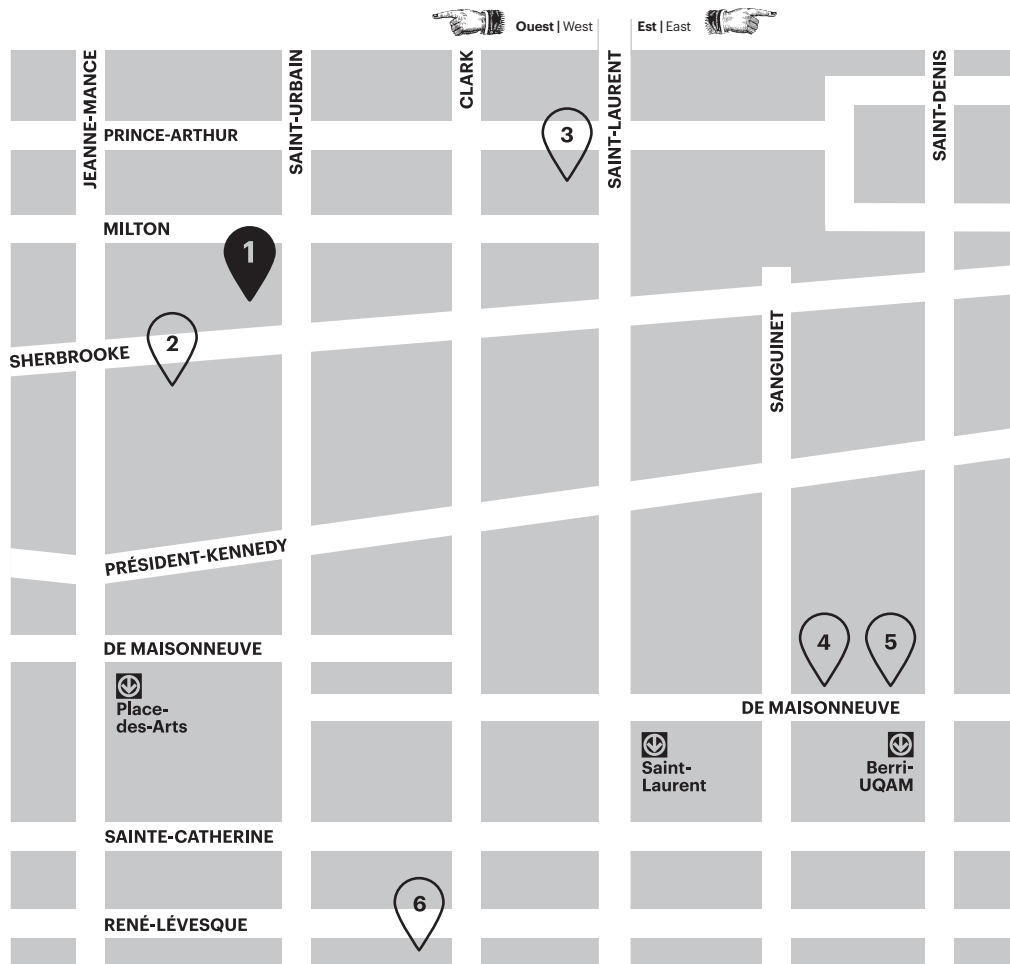 Ouest | West
Est | East
JEANNE-MANCE
SAINT-URBAIN
CLARK
SAINT-LAURENT
SAINT-DENIS
PRINCE-ARTHUR
3
MILTON
1
2
SHERBROOKE
SANGUINET
PRÉSIDENT-KENNEDY
DE MAISONNEUVE
4
5
Place-
des-Arts
DE MAISONNEUVE
Saint-
Laurent
Berri-
UQAM
SAINTE-CATHERINE
6
RENÉ-LÉVESQUE